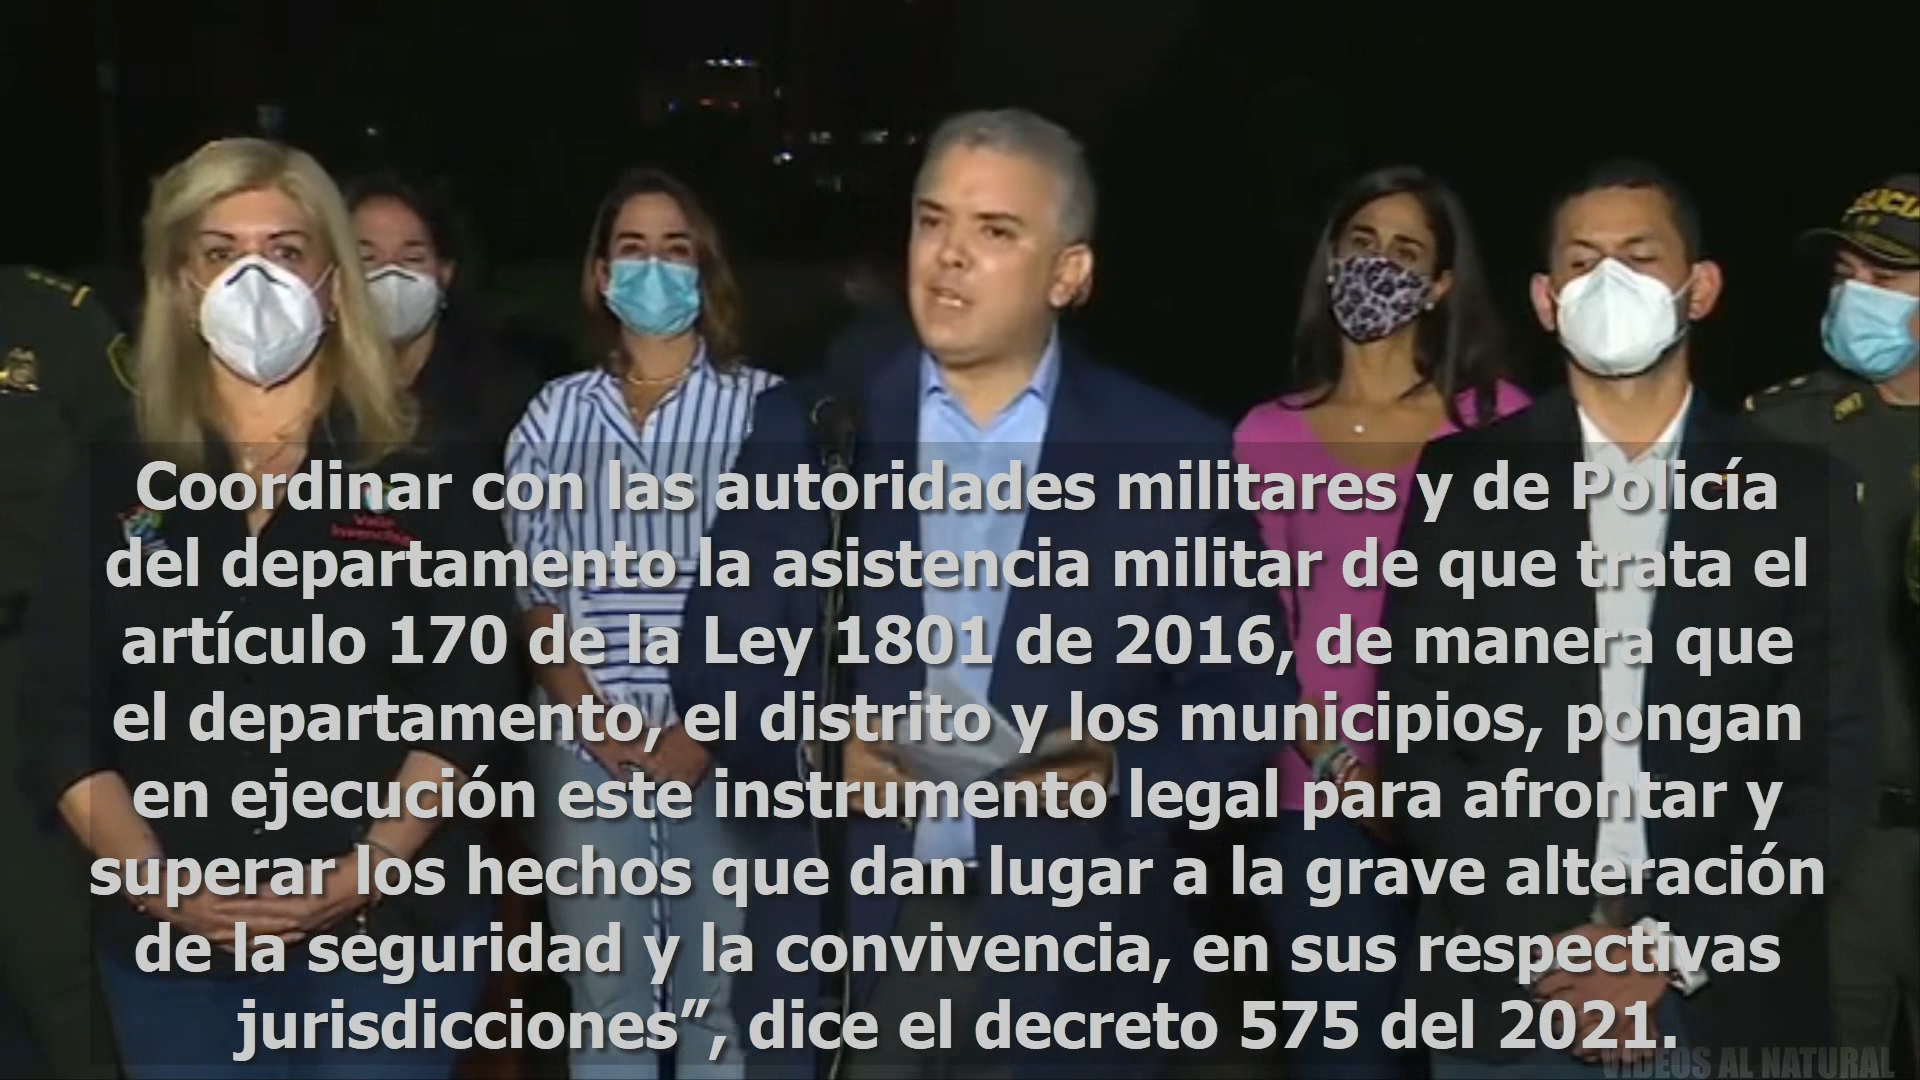 POLICIA
Valle
Invencible
Coordinar con las autoridades militares y de Policía
del departamento la asistencia militar de que trata el
artículo 170 de la Ley 1801 de 2016, de manera que
el departamento, el distrito y los municipios, pongan
en ejecución este instrumento legal para afrontar y
superar los hechos que dan lugar a la grave alteración
de la seguridad y la convivencia, en sus respectivas
jurisdicciones”, dice el decreto 575 del 2021.
VIDEOS AL NATURAL